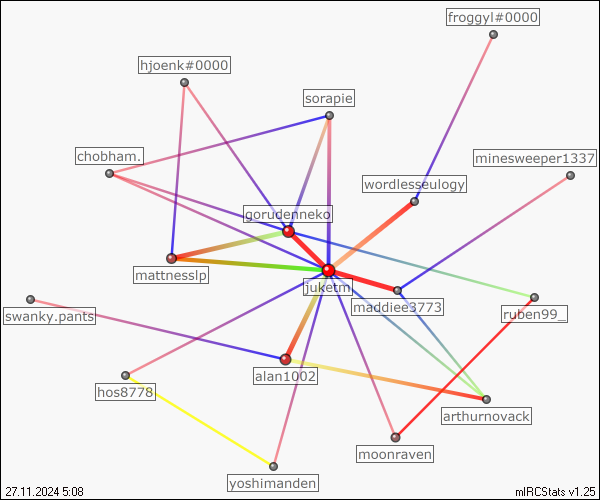 froggyl#0000
hjoenk#0000
sorapie
chobham.
minesweeper1337
wordlesseulogy
gorudenneko
mattnesslp
juketm
maddiee3773
swanky.pants
ruben99_
alan1002
hos8778
arthurnovack
moonraven
yoshimanden
27.11.2024 5:08
mIRCStats v1.25